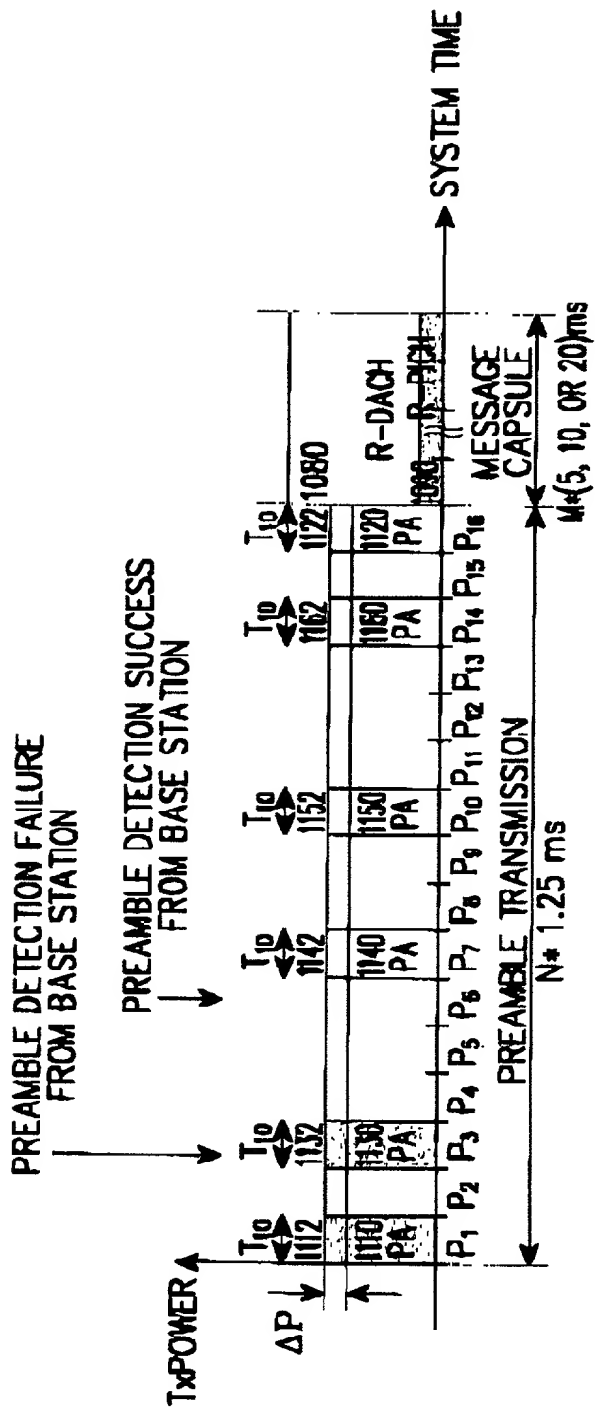 PREAMBLE DETECTION FAILURE
FROM BASE STATION
PREAMBLE DETECTION SUCCESS
FROM BASE STATION
TxPOWER
ΔP
T10 T10 T10 T10 T10 T10
1112 1132 1142 1152 1162 1122 1080
1110 1130 1140 1150 1160 1120 R-DACH
PA PA PA PA PA PA 1090 R-PICH
P1 P2 P3 P4 P5 P6 P7 P8 P9 P10 P11 P12 P13 P14 P15 P16
SYSTEM TIME
PREAMBLE TRANSMISSION
N* 1.25 ms
MESSAGE
CAPSULE
M*(5, 10, OR 20)ms